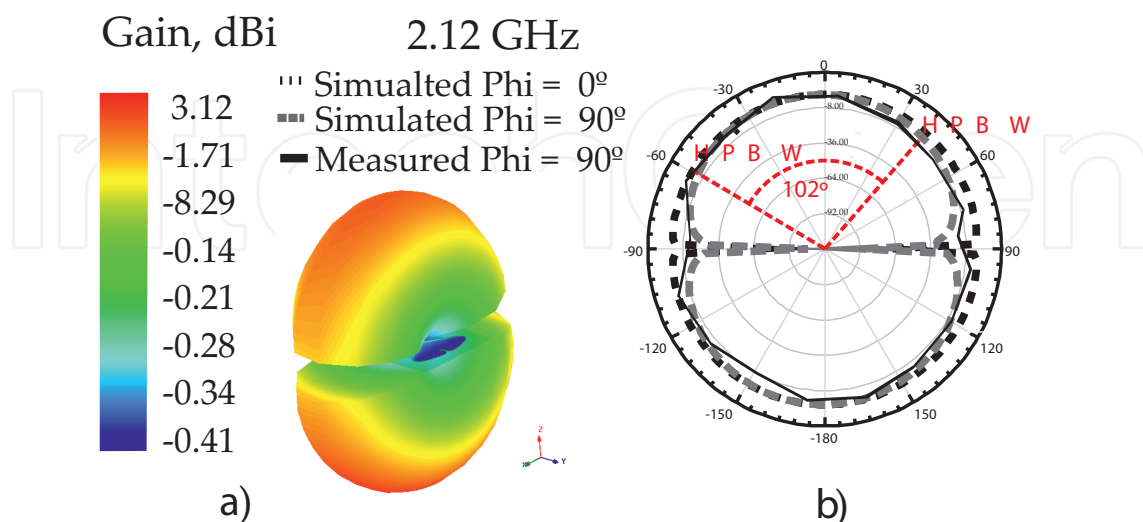 Gain, dBi
2.12 GHz
Simualted Phi = 0º
Simulated Phi = 90º
Measured Phi = 90º
3.12
-1.71
-8.29
-0.14
-0.21
-0.28
-0.34
-0.41
Z
X
Y
a)
0
-30
30
-60
60
-90
90
-120
120
-150
150
-180
-8.00
-36.00
-64.00
-92.00
H P B W
H P B W
102º
b)